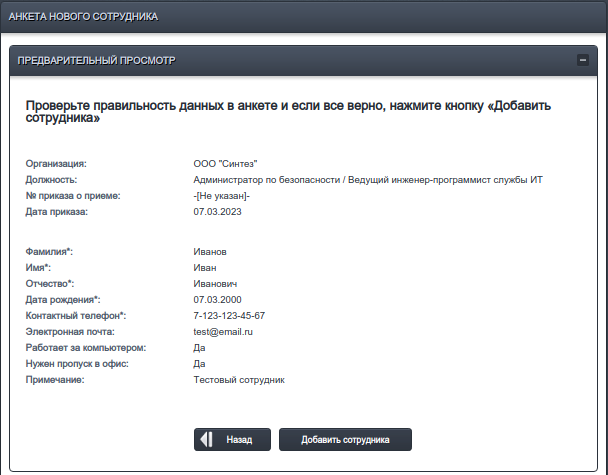 АНКЕТА НОВОГО СОТРУДНИКА
ПРЕДВАРИТЕЛЬНЫЙ ПРОСМОТР
Проверьте правильность данных в анкете и если все верно, нажмите кнопку «Добавить
сотрудника»
Организация: ООО "Синтез"
Должность: Администратор по безопасности / Ведущий инженер-программист службы ИТ
№ приказа о приеме: -[Не указан]-
Дата приказа: 07.03.2023
Фамилия*: Иванов
Имя*: Иван
Отчество*: Иванович
Дата рождения*: 07.03.2000
Контактный телефон*: 7-123-123-45-67
Электронная почта: test@email.ru
Работает за компьютером: Да
Нужен пропуск в офис: Да
Примечание: Тестовый сотрудник
Назад Добавить сотрудника